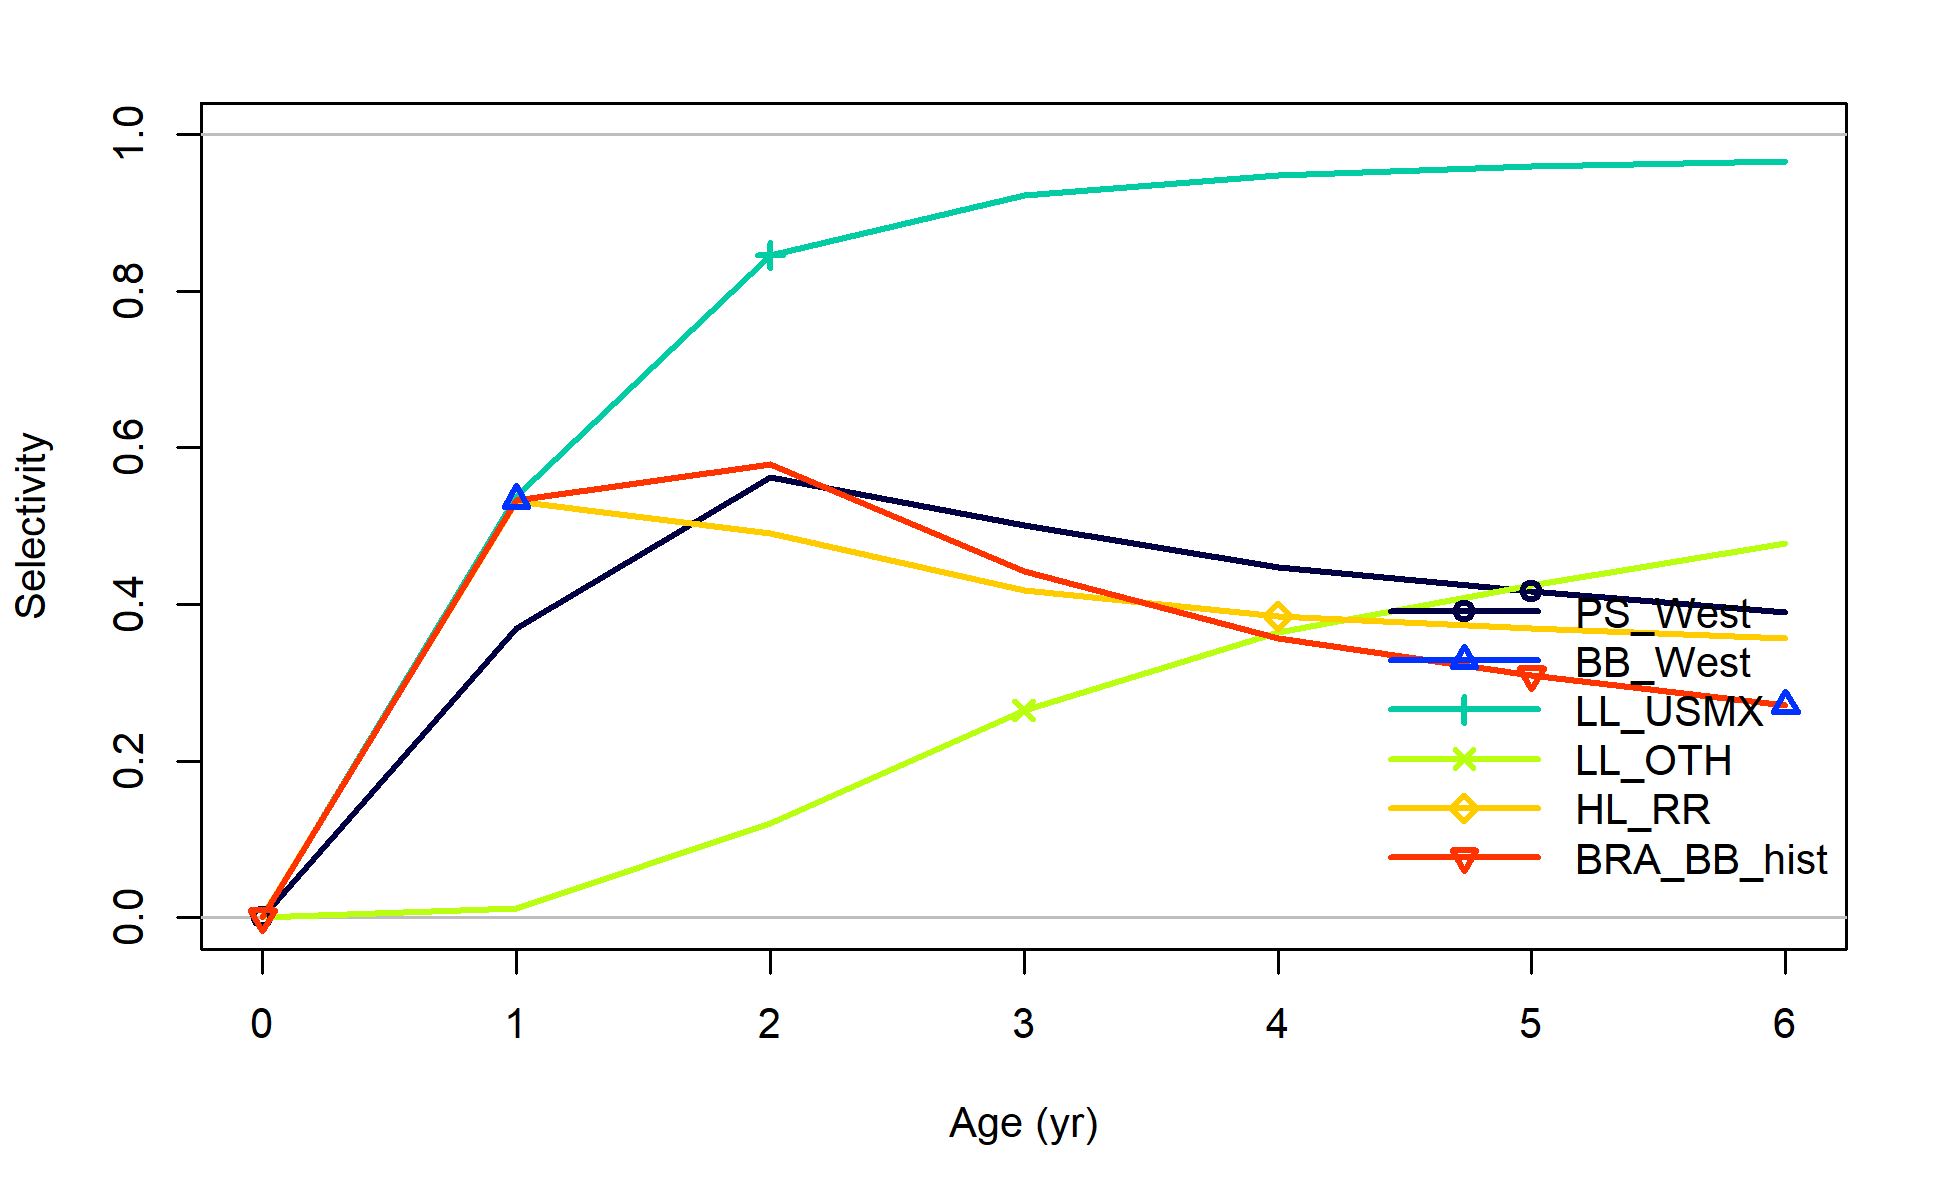 1.0
0.8
0.6
0.4
0.2
0.0
Selectivity
PS_West
BB_West
LL_USMX
LL_OTH
HL_RR
BRA_BB_hist
0 1 2 3 4 5 6
Age (yr)